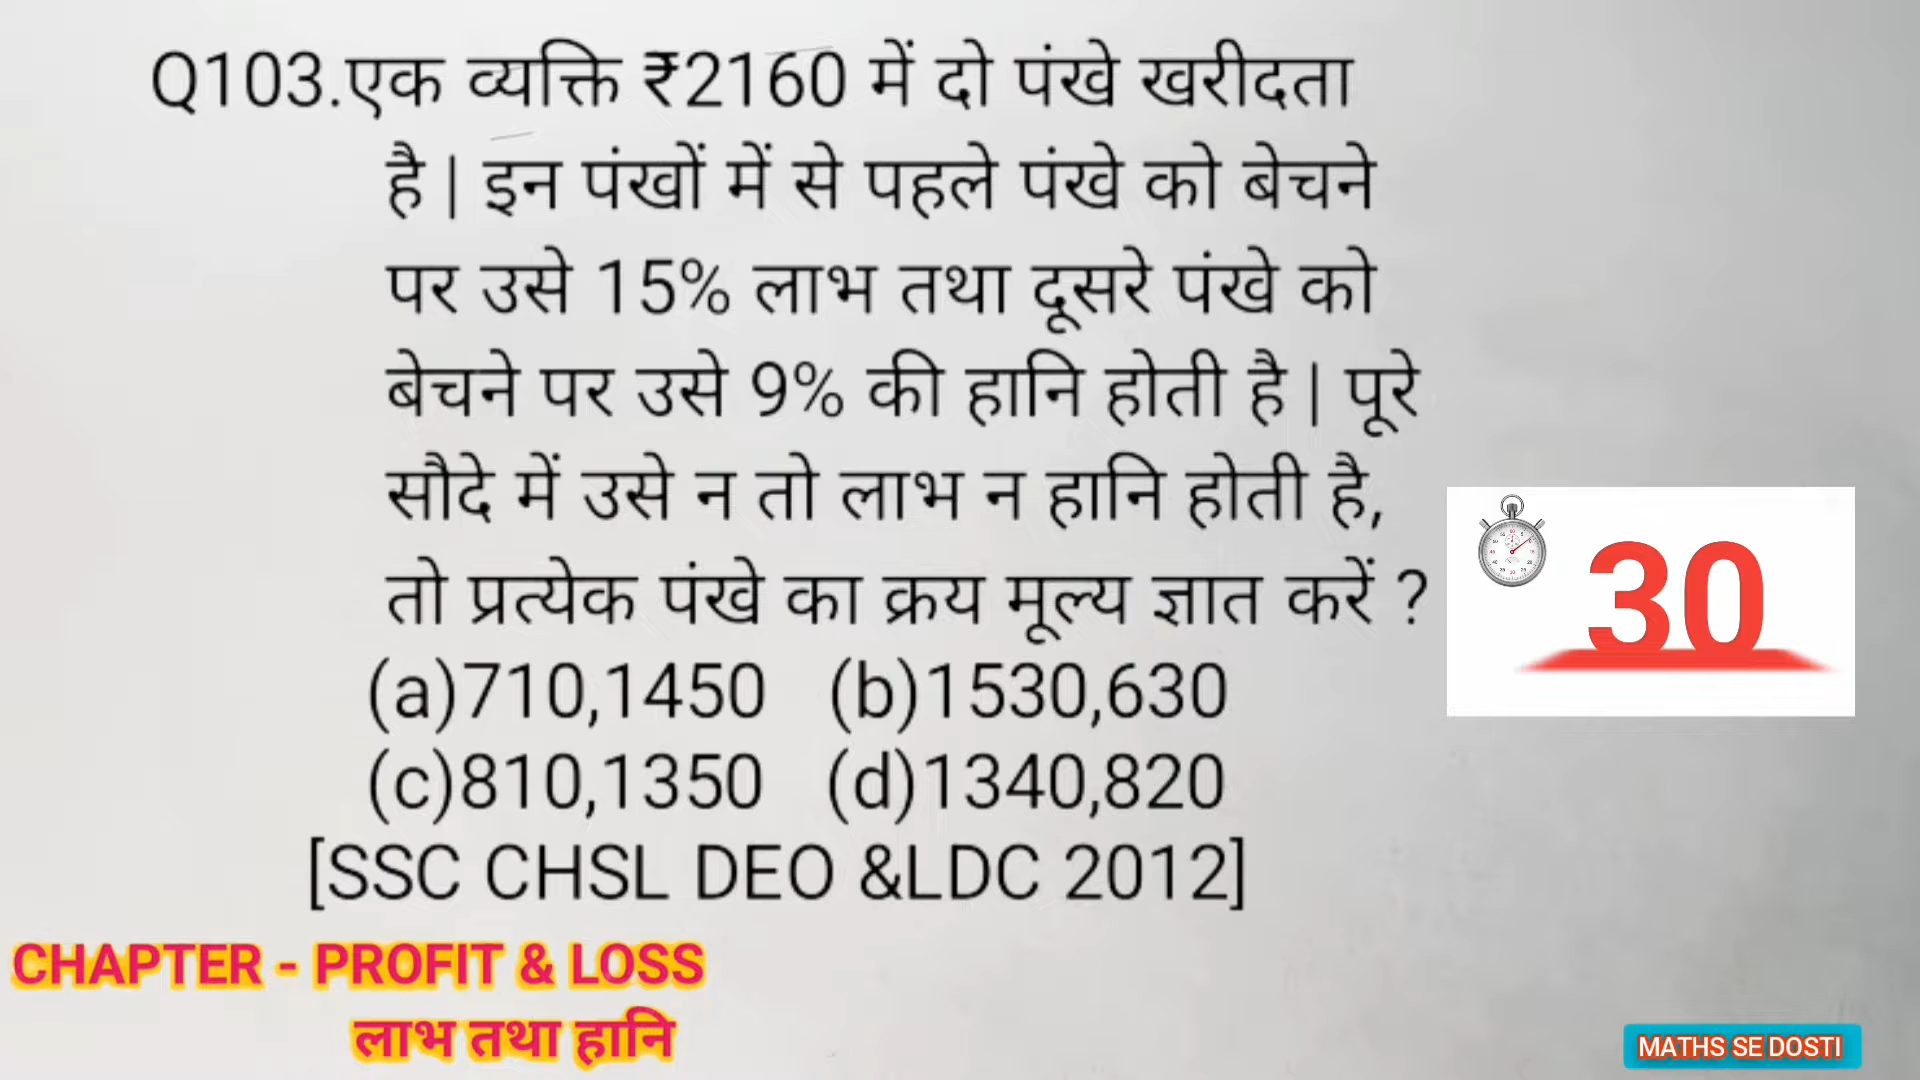 Q103.एक व्यक्ति ₹2160 में दो पंखे खरीदता
है | इन पंखों में से पहले पंखे को बेचने
पर उसे 15% लाभ तथा दूसरे पंखे को
बेचने पर उसे 9% की हानि होती है | पूरे
सौदे में उसे न तो लाभ न हानि होती है,
तो प्रत्येक पंखे का क्रय मूल्य ज्ञात करें ?
30
(a)710,1450 (b)1530,630
(c)810,1350 (d)1340,820
[SSC CHSL DEO &LDC 2012]
CHAPTER - PROFIT & LOSS
लाभ तथा हानि
MATHS SE DOSTI